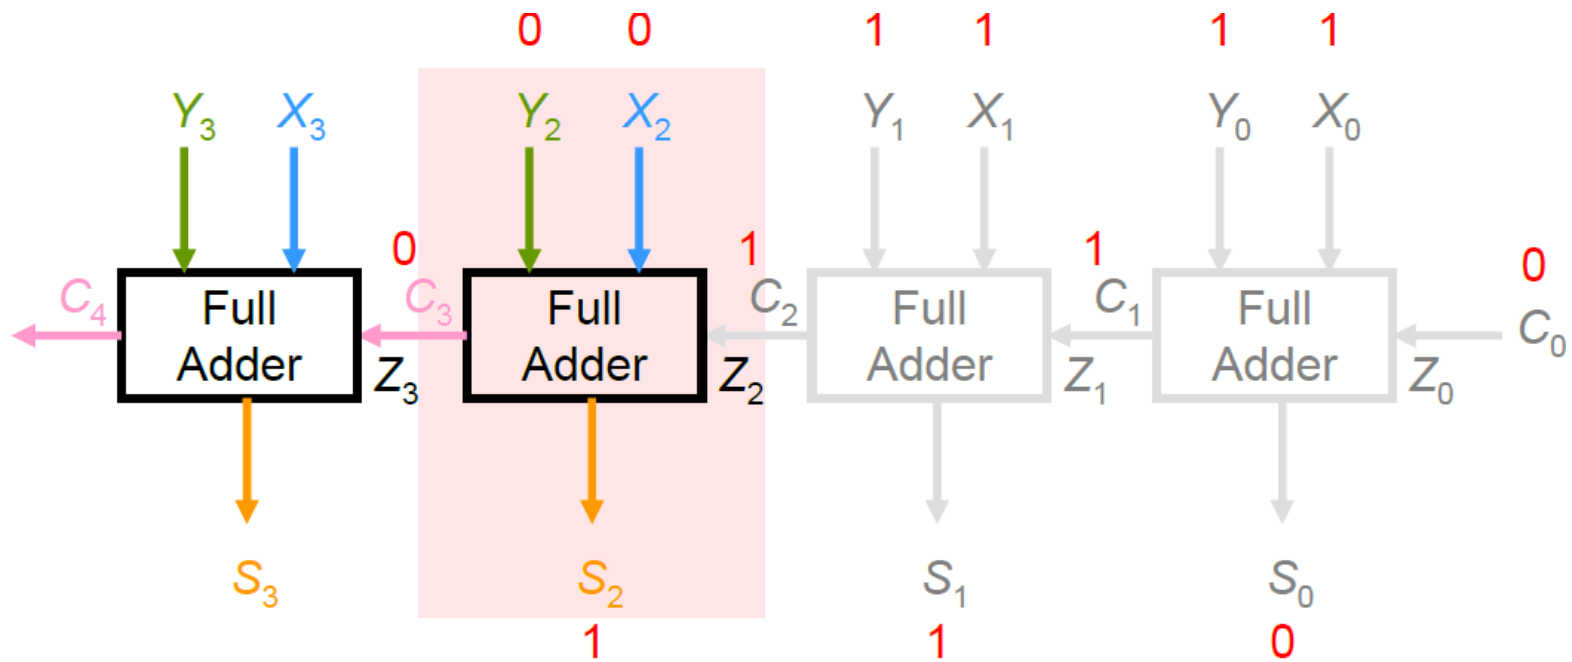 0 0 1 1 1 1
Y3 X3 Y2 X2 Y1 X1 Y0 X0
0 1 1 0
C4 Full Adder C3 Full Adder C2 Full Adder C1 Full Adder C0
Z3 Z2 Z1 Z0
S3 S2 S1 S0
1 1 0